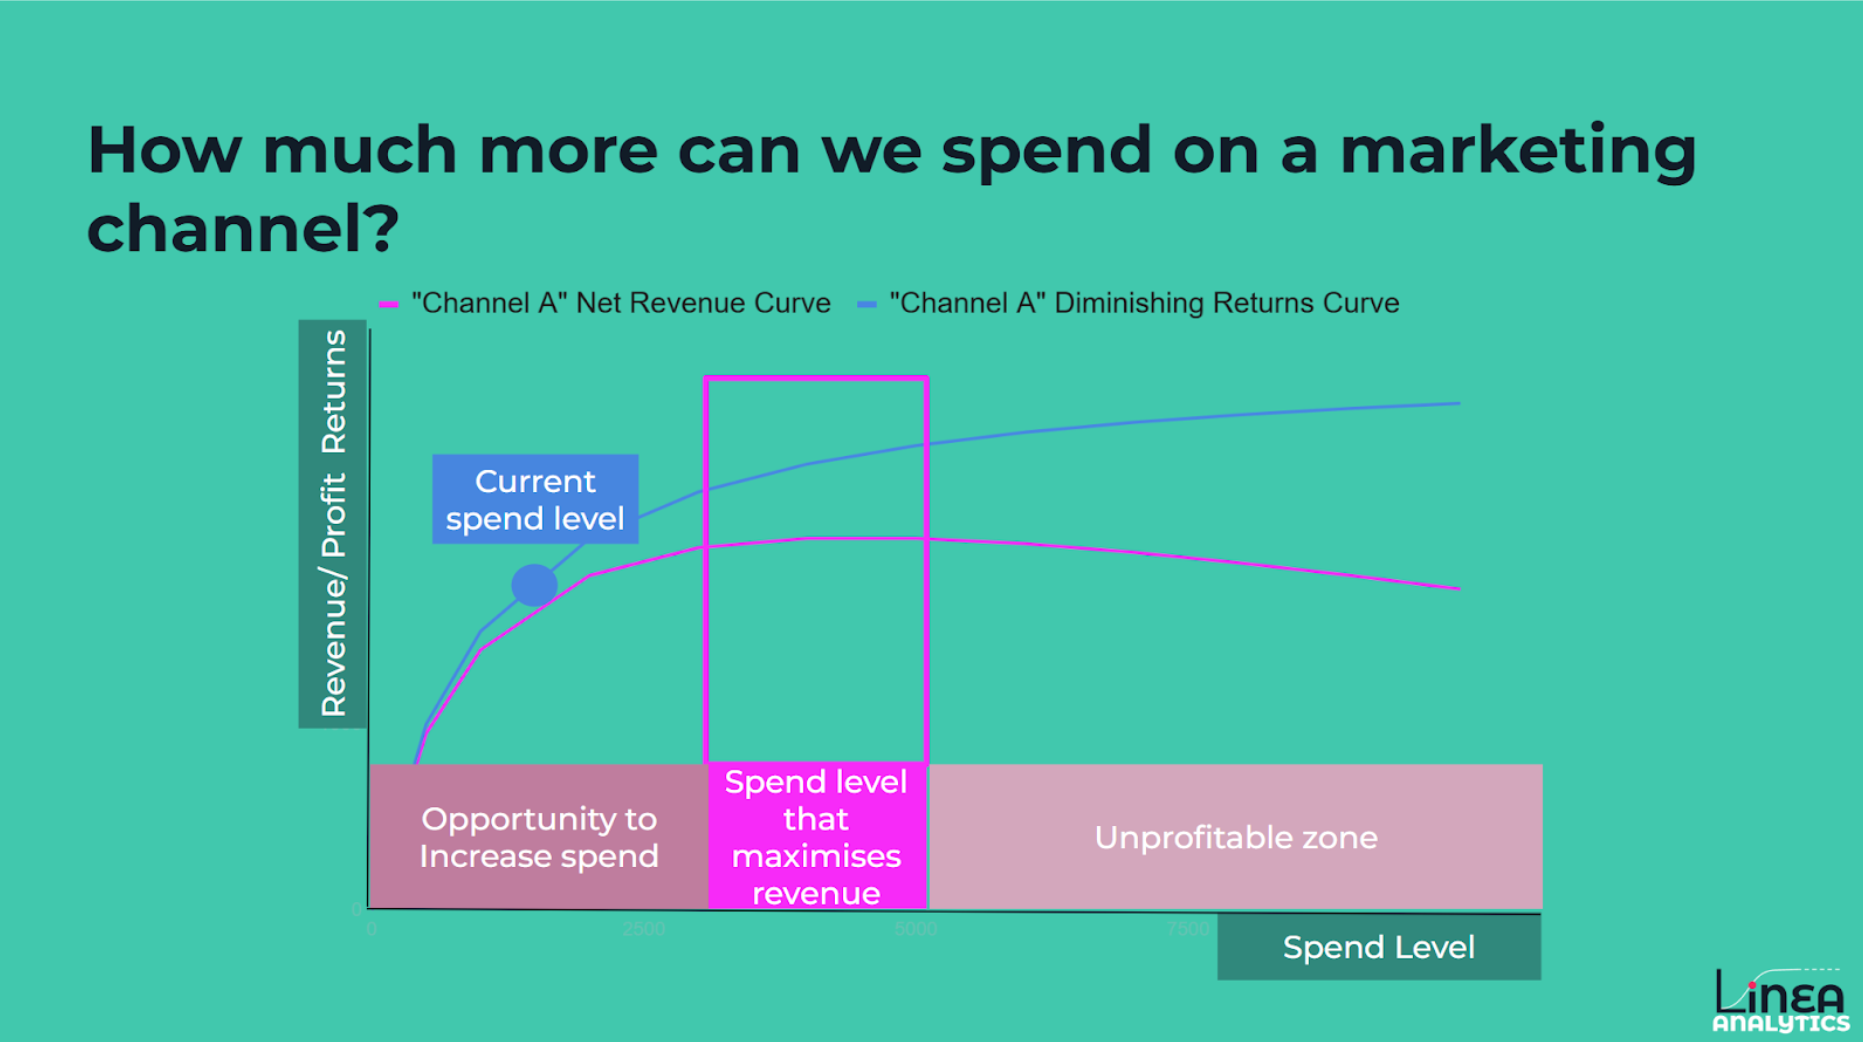 How much more can we spend on a marketing
channel?
"Channel A" Net Revenue Curve
"Channel A" Diminishing Returns Curve
Revenue/ Profit Returns
Current
spend level
Opportunity to
Increase spend
Spend level
that
maximises
revenue
Unprofitable zone
0
0
2500
5000
7500
Spend Level
LinEA
ANALYTICS